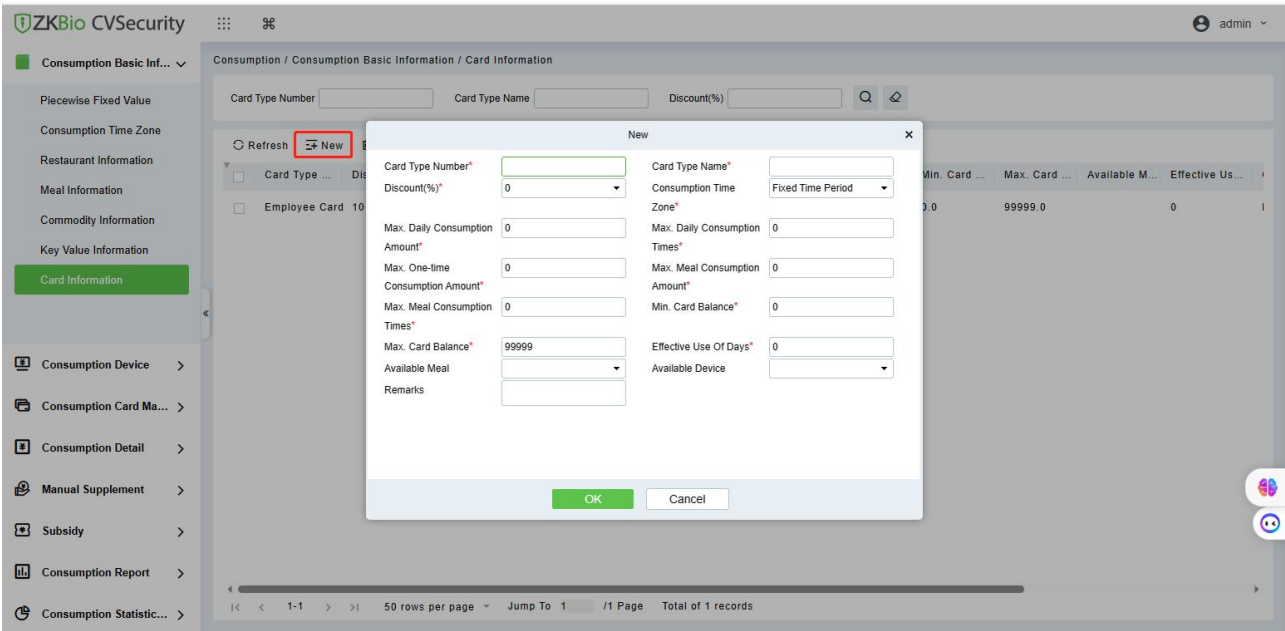 ZKBio CVSecurity
admin
Consumption Basic Inf...
Piecewise Fixed Value
Consumption Time Zone
Restaurant Information
Meal Information
Commodity Information
Key Value Information
Card Information
Consumption Device
Consumption Card Ma...
Consumption Detail
Manual Supplement
Subsidy
Consumption Report
Consumption Statistic...
Consumption / Consumption Basic Information / Card Information
Card Type Number Card Type Name Discount(%)
Refresh New
Card Type ... Dis Min. Card ... Max. Card ... Available M... Effective Us...
Employee Card 10 0.0 99999.0 0
New
Card Type Number* Card Type Name*
Discount(%)* 0 Consumption Time Fixed Time Period
Zone*
Max. Daily Consumption 0 Max. Daily Consumption 0
Amount* Times*
Max. One-time 0 Max. Meal Consumption 0
Consumption Amount* Amount*
Max. Meal Consumption 0 Min. Card Balance* 0
Times*
Max. Card Balance* 99999 Effective Use Of Days* 0
Available Meal Available Device
Remarks
OK Cancel
1-1 50 rows per page Jump To 1 /1 Page Total of 1 records